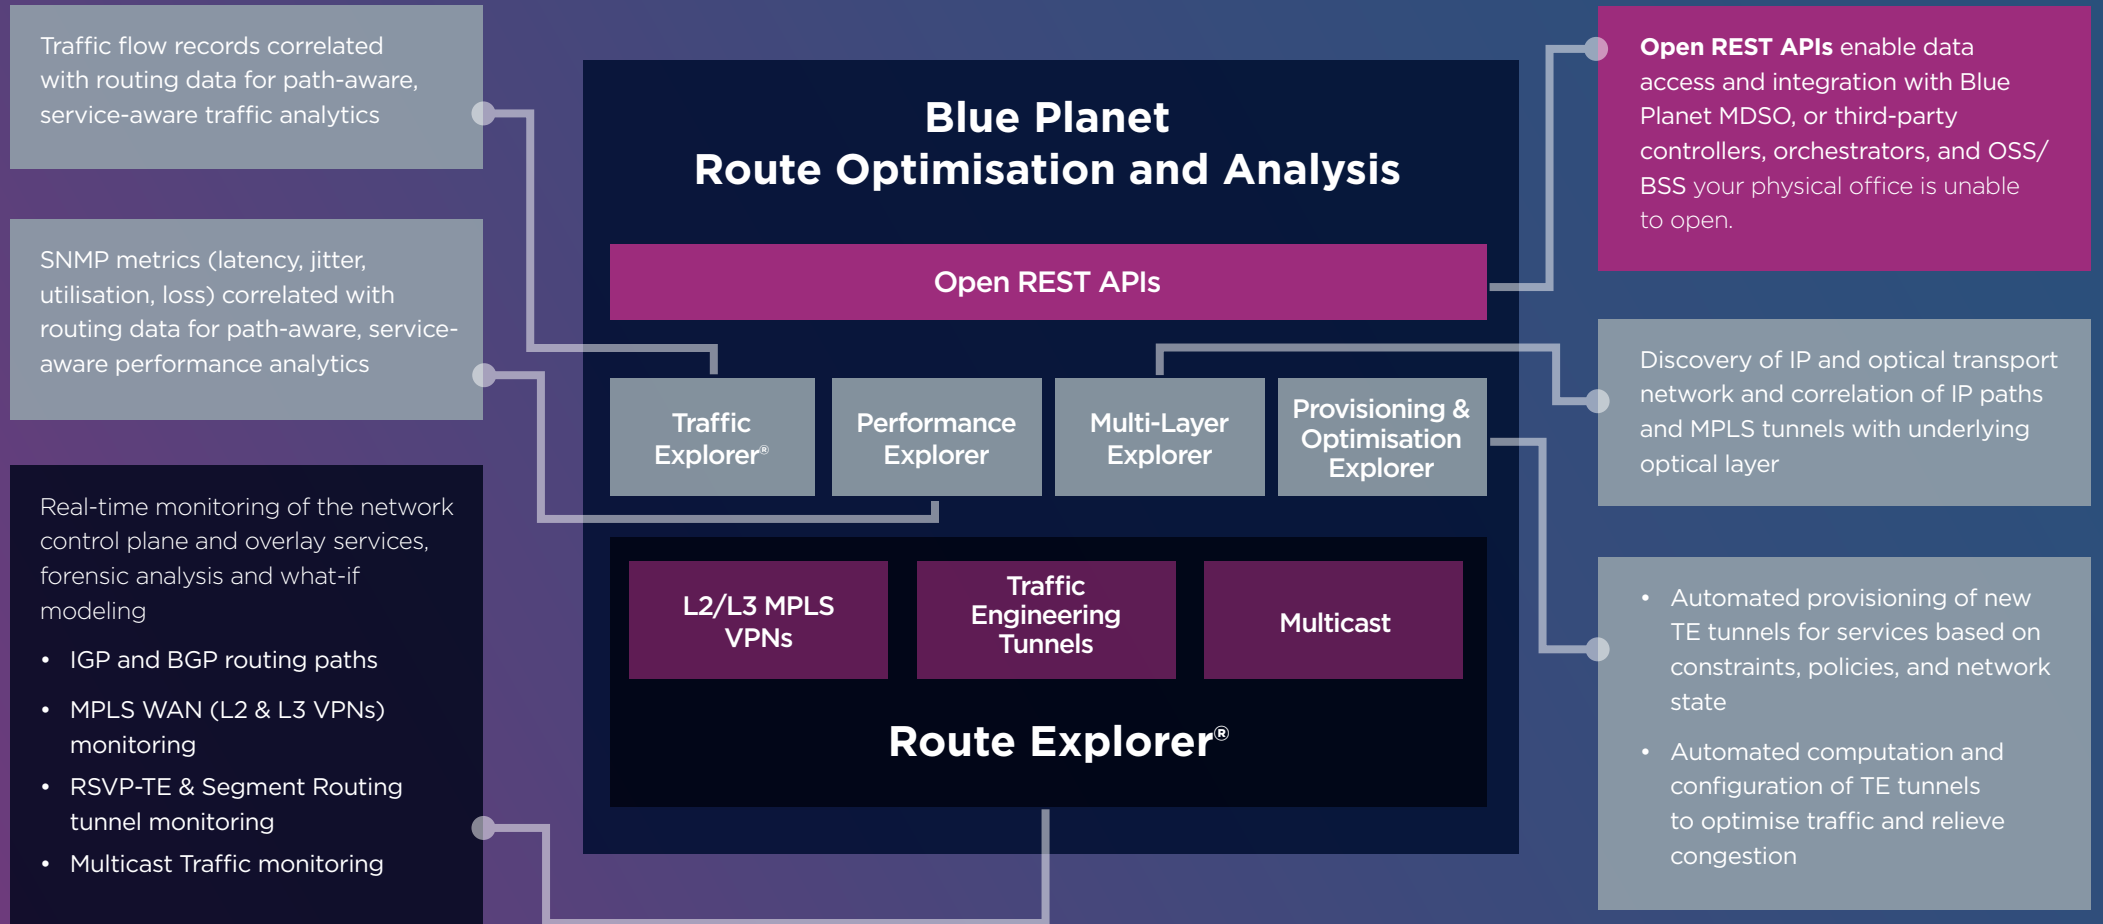 Traffic flow records correlated
with routing data for path-aware,
service-aware traffic analytics
SNMP metrics (latency, jitter,
utilisation, loss) correlated with
routing data for path-aware, service-
aware performance analytics
Real-time monitoring of the network
control plane and overlay services,
forensic analysis and what-if
modeling
• IGP and BGP routing paths
• MPLS WAN (L2 & L3 VPNs)
monitoring
• RSVP-TE & Segment Routing
tunnel monitoring
• Multicast Traffic monitoring
Blue Planet
Route Optimisation and Analysis
Open REST APIs
Traffic
Explorer®
Performance
Explorer
Multi-Layer
Explorer
Provisioning &
Optimisation
Explorer
L2/L3 MPLS
VPNs
Traffic
Engineering
Tunnels
Multicast
Route Explorer®
Open REST APIs enable data
access and integration with Blue
Planet MDSO, or third-party
controllers, orchestrators, and OSS/
BSS your physical office is unable
to open.
Discovery of IP and optical transport
network and correlation of IP paths
and MPLS tunnels with underlying
optical layer
• Automated provisioning of new
TE tunnels for services based on
constraints, policies, and network
state
• Automated computation and
configuration of TE tunnels
to optimise traffic and relieve
congestion